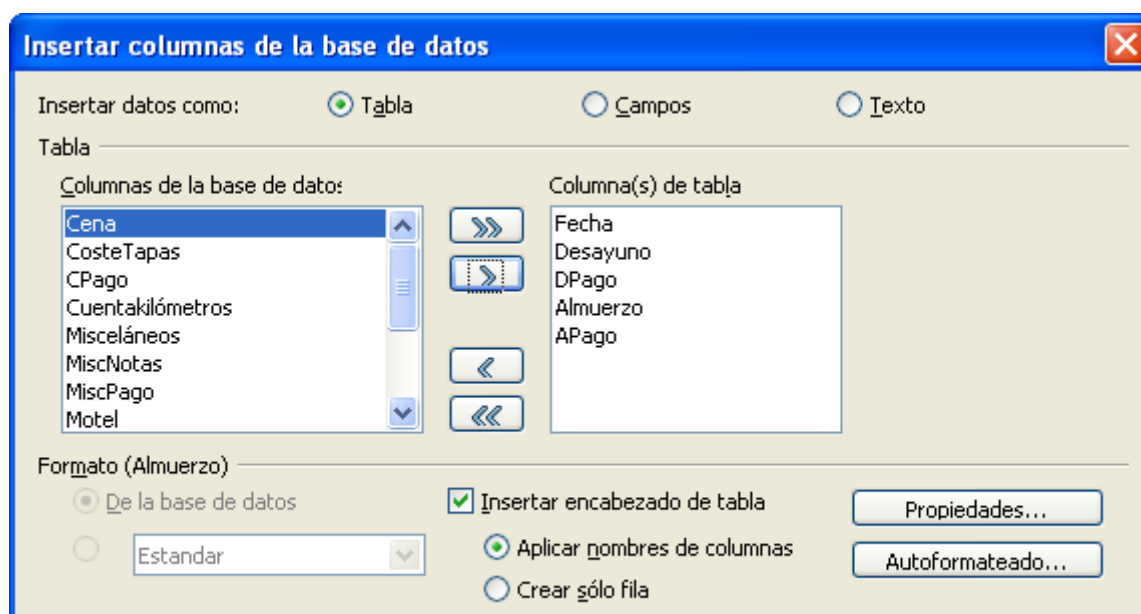 Insertar columnas de la base de datos
Insertar datos como: Tabla Campos Texto
Tabla
Columnas de la base de datos Columna(s) de tabla
Cena Fecha
CosteTapas Desayuno
CPago DPago
Cuentakilómetros Almuerzo
Misceláneos APago
MiscNotas
MiscPago
Motel
Formato (Almuerzo)
De la base de datos Insertar encabezado de tabla Propiedades...
Estandar Aplicar nombres de columnas Autoformateado...
Crear sólo fila